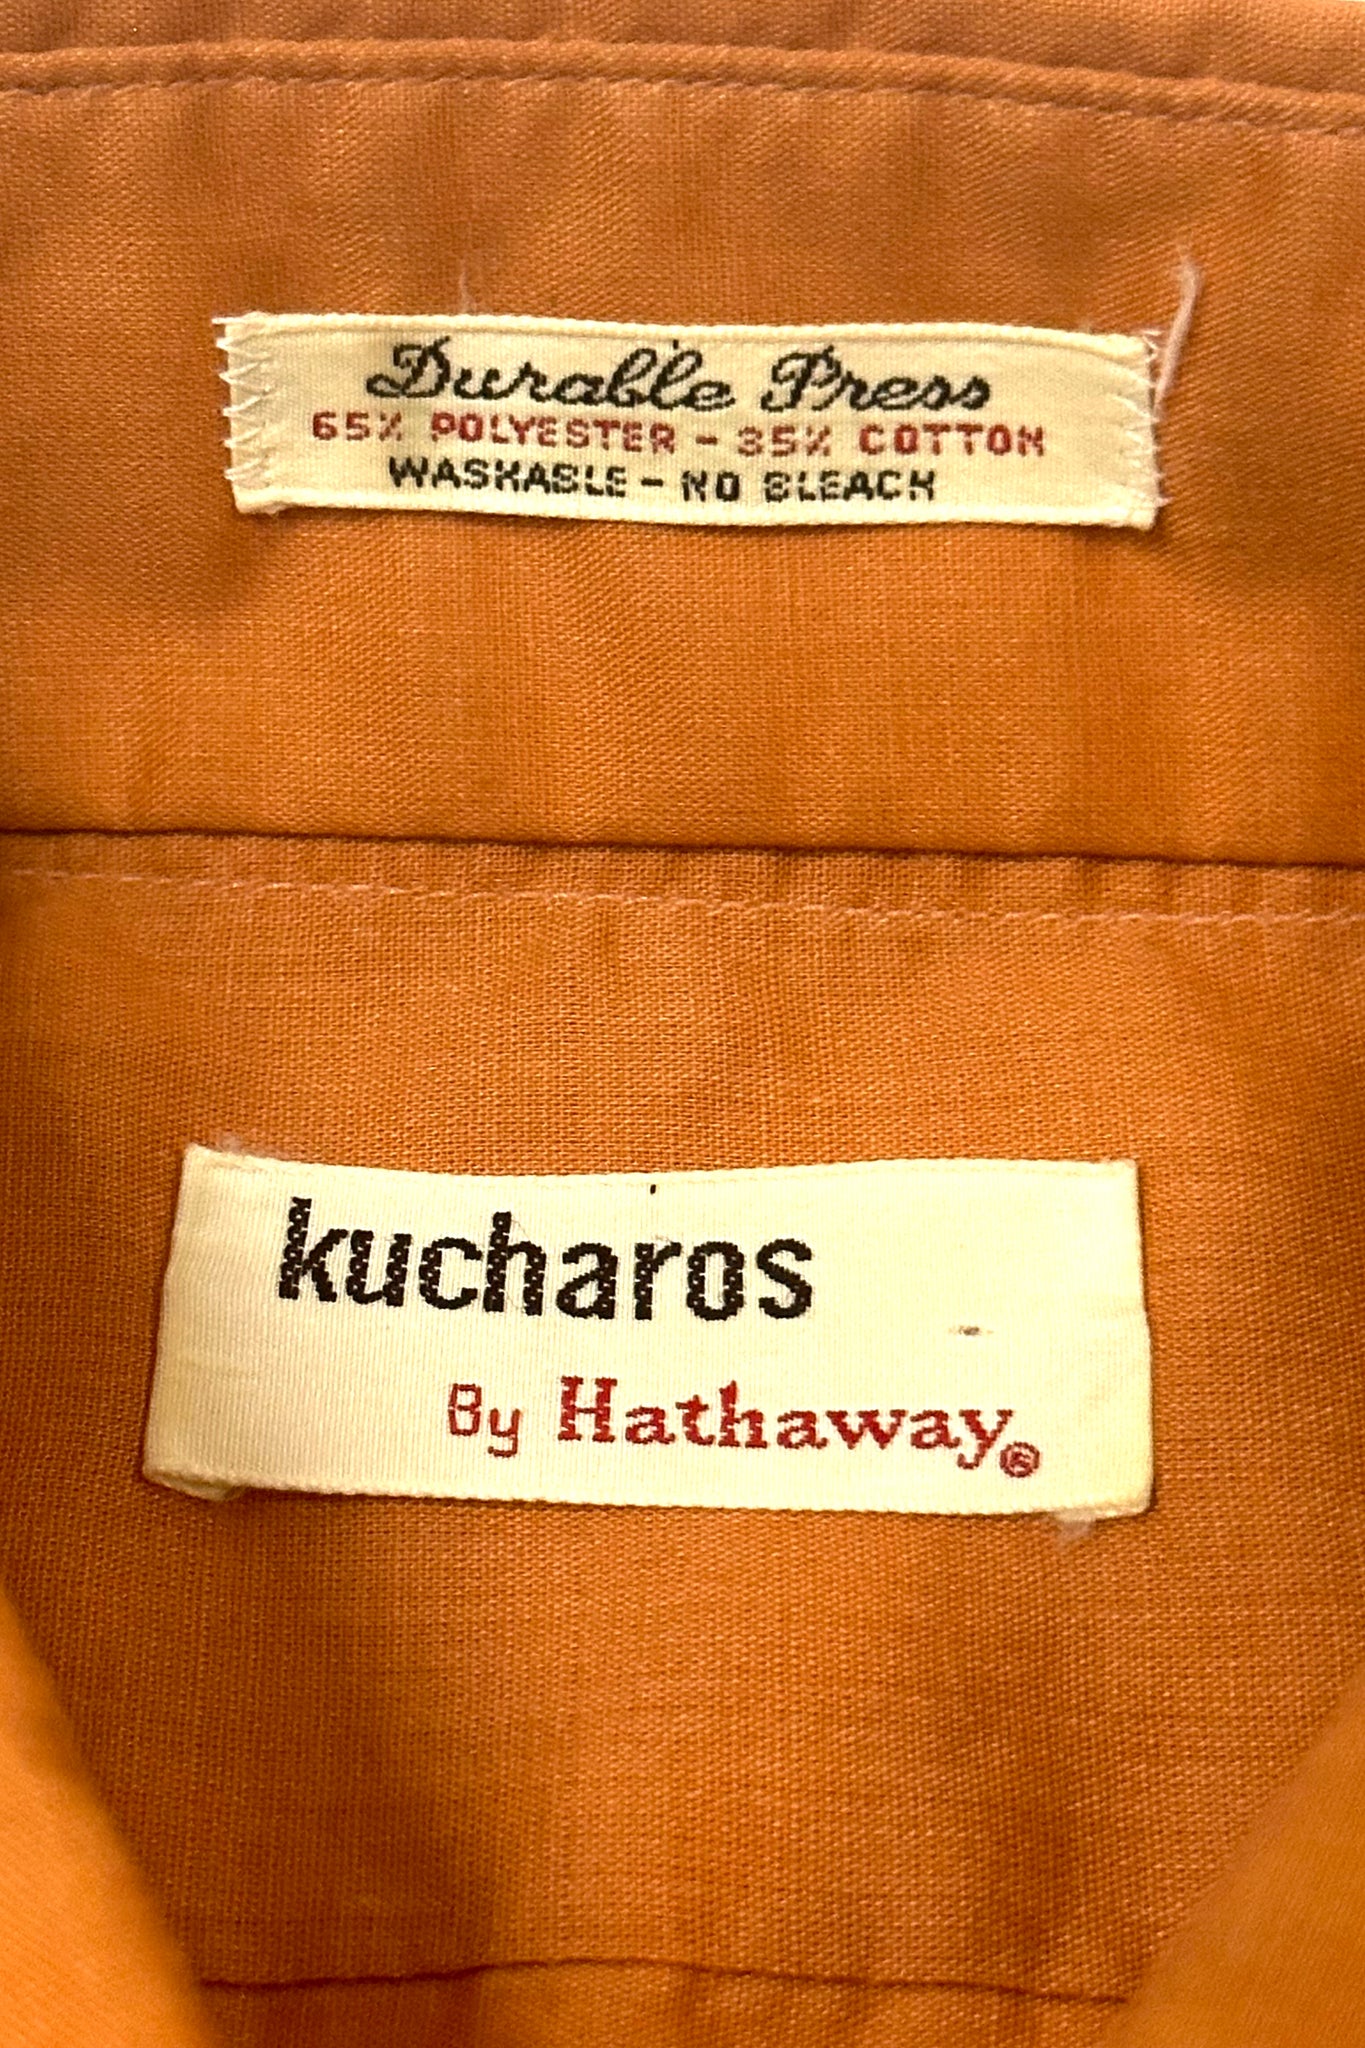 Durable Press
65% POLYESTER - 35% COTTON
WASHABLE - NO BLEACH
kucharos
By Hathaway®